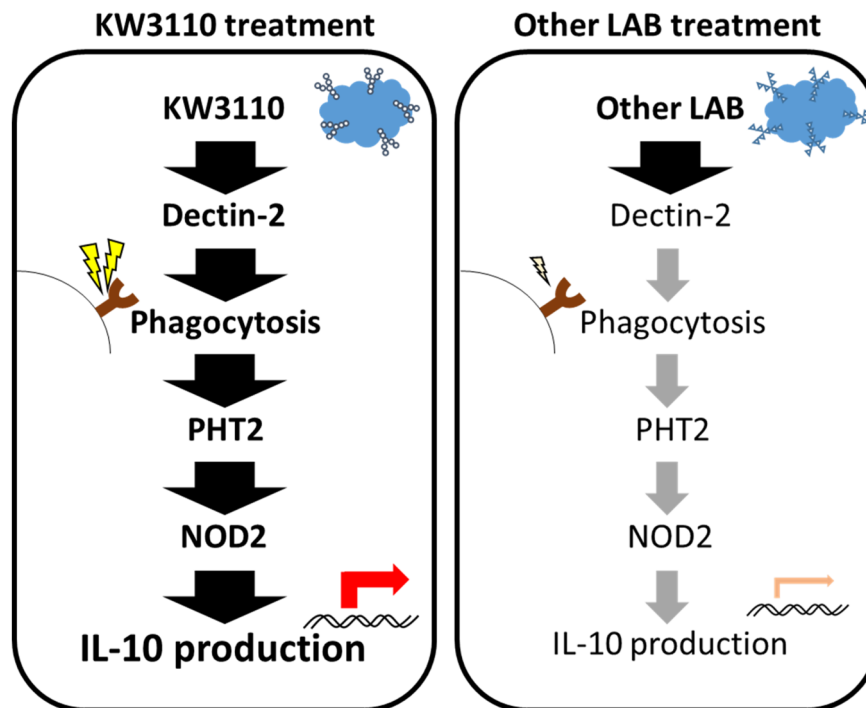 KW3110 treatment
KW3110
Dectin-2
Phagocytosis
PHT2
NOD2
IL-10 production
Other LAB treatment
Other LAB
Dectin-2
Phagocytosis
PHT2
NOD2
IL-10 production